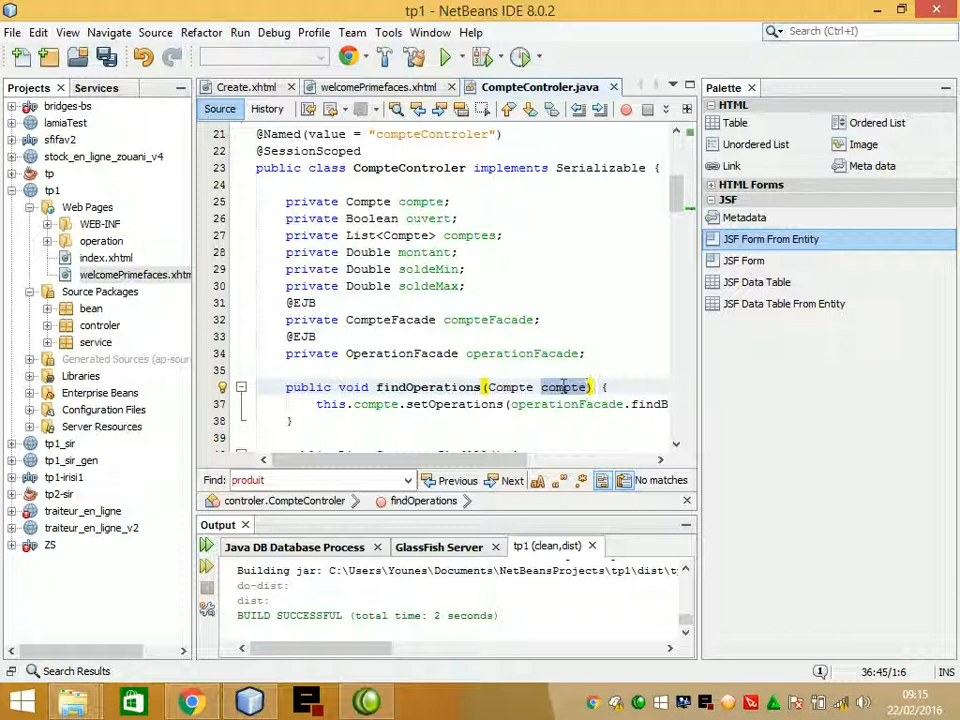 tp1 - NetBeans IDE 8.0.2
File Edit View Navigate Source Refactor Run Debug Profile Team Tools Window Help
Search (Ctrl+I)
Projects
Services
bridges-bs
lamiaTest
sfifav2
stock_en_ligne_zouani_v4
tp
tp1
Web Pages
WEB-INF
operation
index.xhtml
welcomePrimefaces.xhtm
Source Packages
bean
controler
service
Generated Sources (ap-sour
Libraries
Enterprise Beans
Configuration Files
Server Resources
tp1_sir
tp1_sir_gen
tp1-irisi1
tp2-sir
traiteur_en_ligne
traiteur_en_ligne_v2
ZS
Create.xhtml
welcomePrimefaces.xhtml
CompteControler.java
Source
History
21 @Named(value = "compteControler")
22 @SessionScoped
23 public class CompteControler implements Serializable {
24
25 private Compte compte;
26 private Boolean ouvert;
27 private List<Compte> comptes;
28 private Double montant;
29 private Double soldeMin;
30 private Double soldeMax;
31 @EJB
32 private CompteFacade compteFacade;
33 @EJB
34 private OperationFacade operationFacade;
35
36 public void findOperations(Compte compte) {
37 this.compte.setOperations(operationFacade.findB
38 }
39
Find: produit
Previous
Next
No matches
controler.CompteControler
findOperations
Output
Java DB Database Process
GlassFish Server
tp1 (clean,dist)
Building jar: C:\Users\Younes\Documents\NetBeansProjects\tp1\dist\tp
do-dist:
dist:
BUILD SUCCESSFUL (total time: 2 seconds)
Palette
HTML
Table
Ordered List
Unordered List
Image
Link
Meta data
HTML Forms
JSF
Metadata
JSF Form From Entity
JSF Form
JSF Data Table
JSF Data Table From Entity
Search Results
36:45/1:6
INS
09:15
22/02/2016